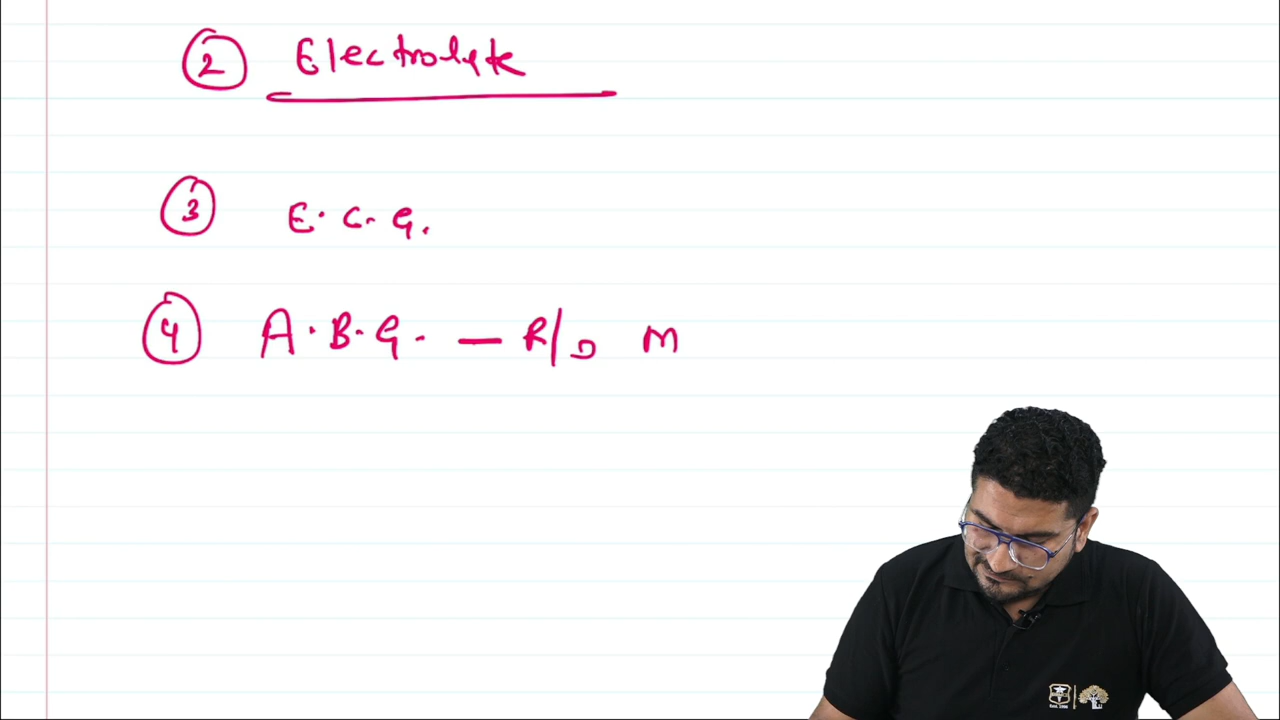 2 Electrolyte
3 E.C.G.
4 A.B.G. — R/o M